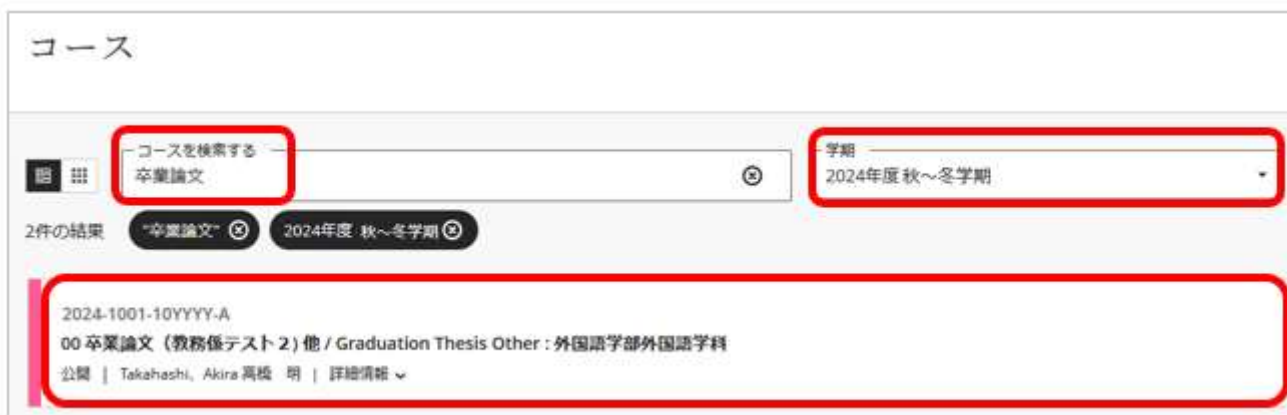 コース
コースを検索する
卒業論文
学期
2024年度 秋～冬学期
2件の結果
"卒業論文"
2024年度 秋～冬学期
2024-1001-10YYYY-A
00 卒業論文（教務係テスト２) 他 / Graduation Thesis Other : 外国語学部外国語学科
公開 | Takahashi, Akira 高橋 明 | 詳細情報